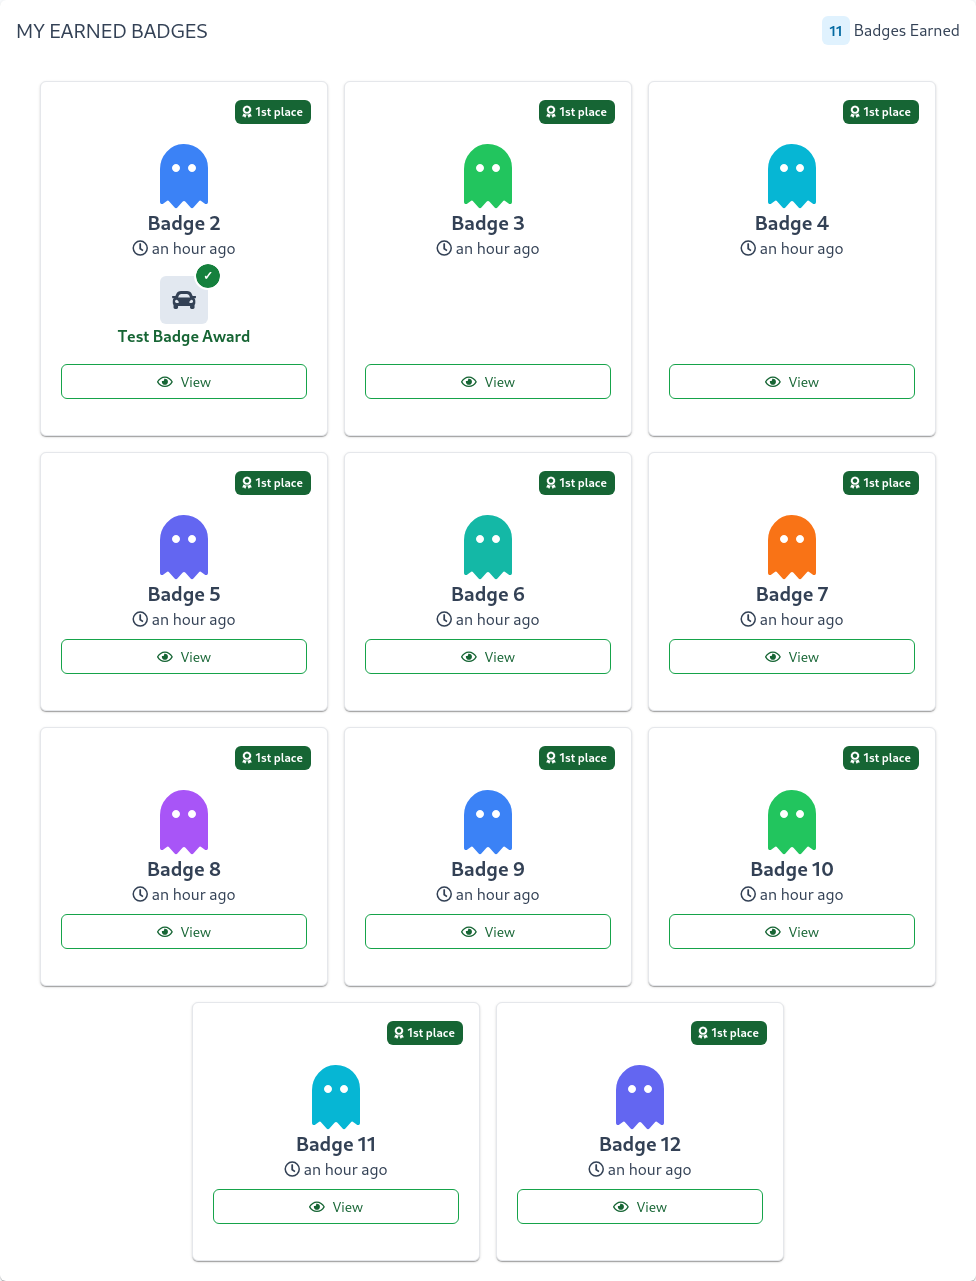 MY EARNED BADGES
11 Badges Earned
1st place
Badge 2
an hour ago
✓
Test Badge Award
View
1st place
Badge 3
an hour ago
View
1st place
Badge 4
an hour ago
View
1st place
Badge 5
an hour ago
View
1st place
Badge 6
an hour ago
View
1st place
Badge 7
an hour ago
View
1st place
Badge 8
an hour ago
View
1st place
Badge 9
an hour ago
View
1st place
Badge 10
an hour ago
View
1st place
Badge 11
an hour ago
View
1st place
Badge 12
an hour ago
View